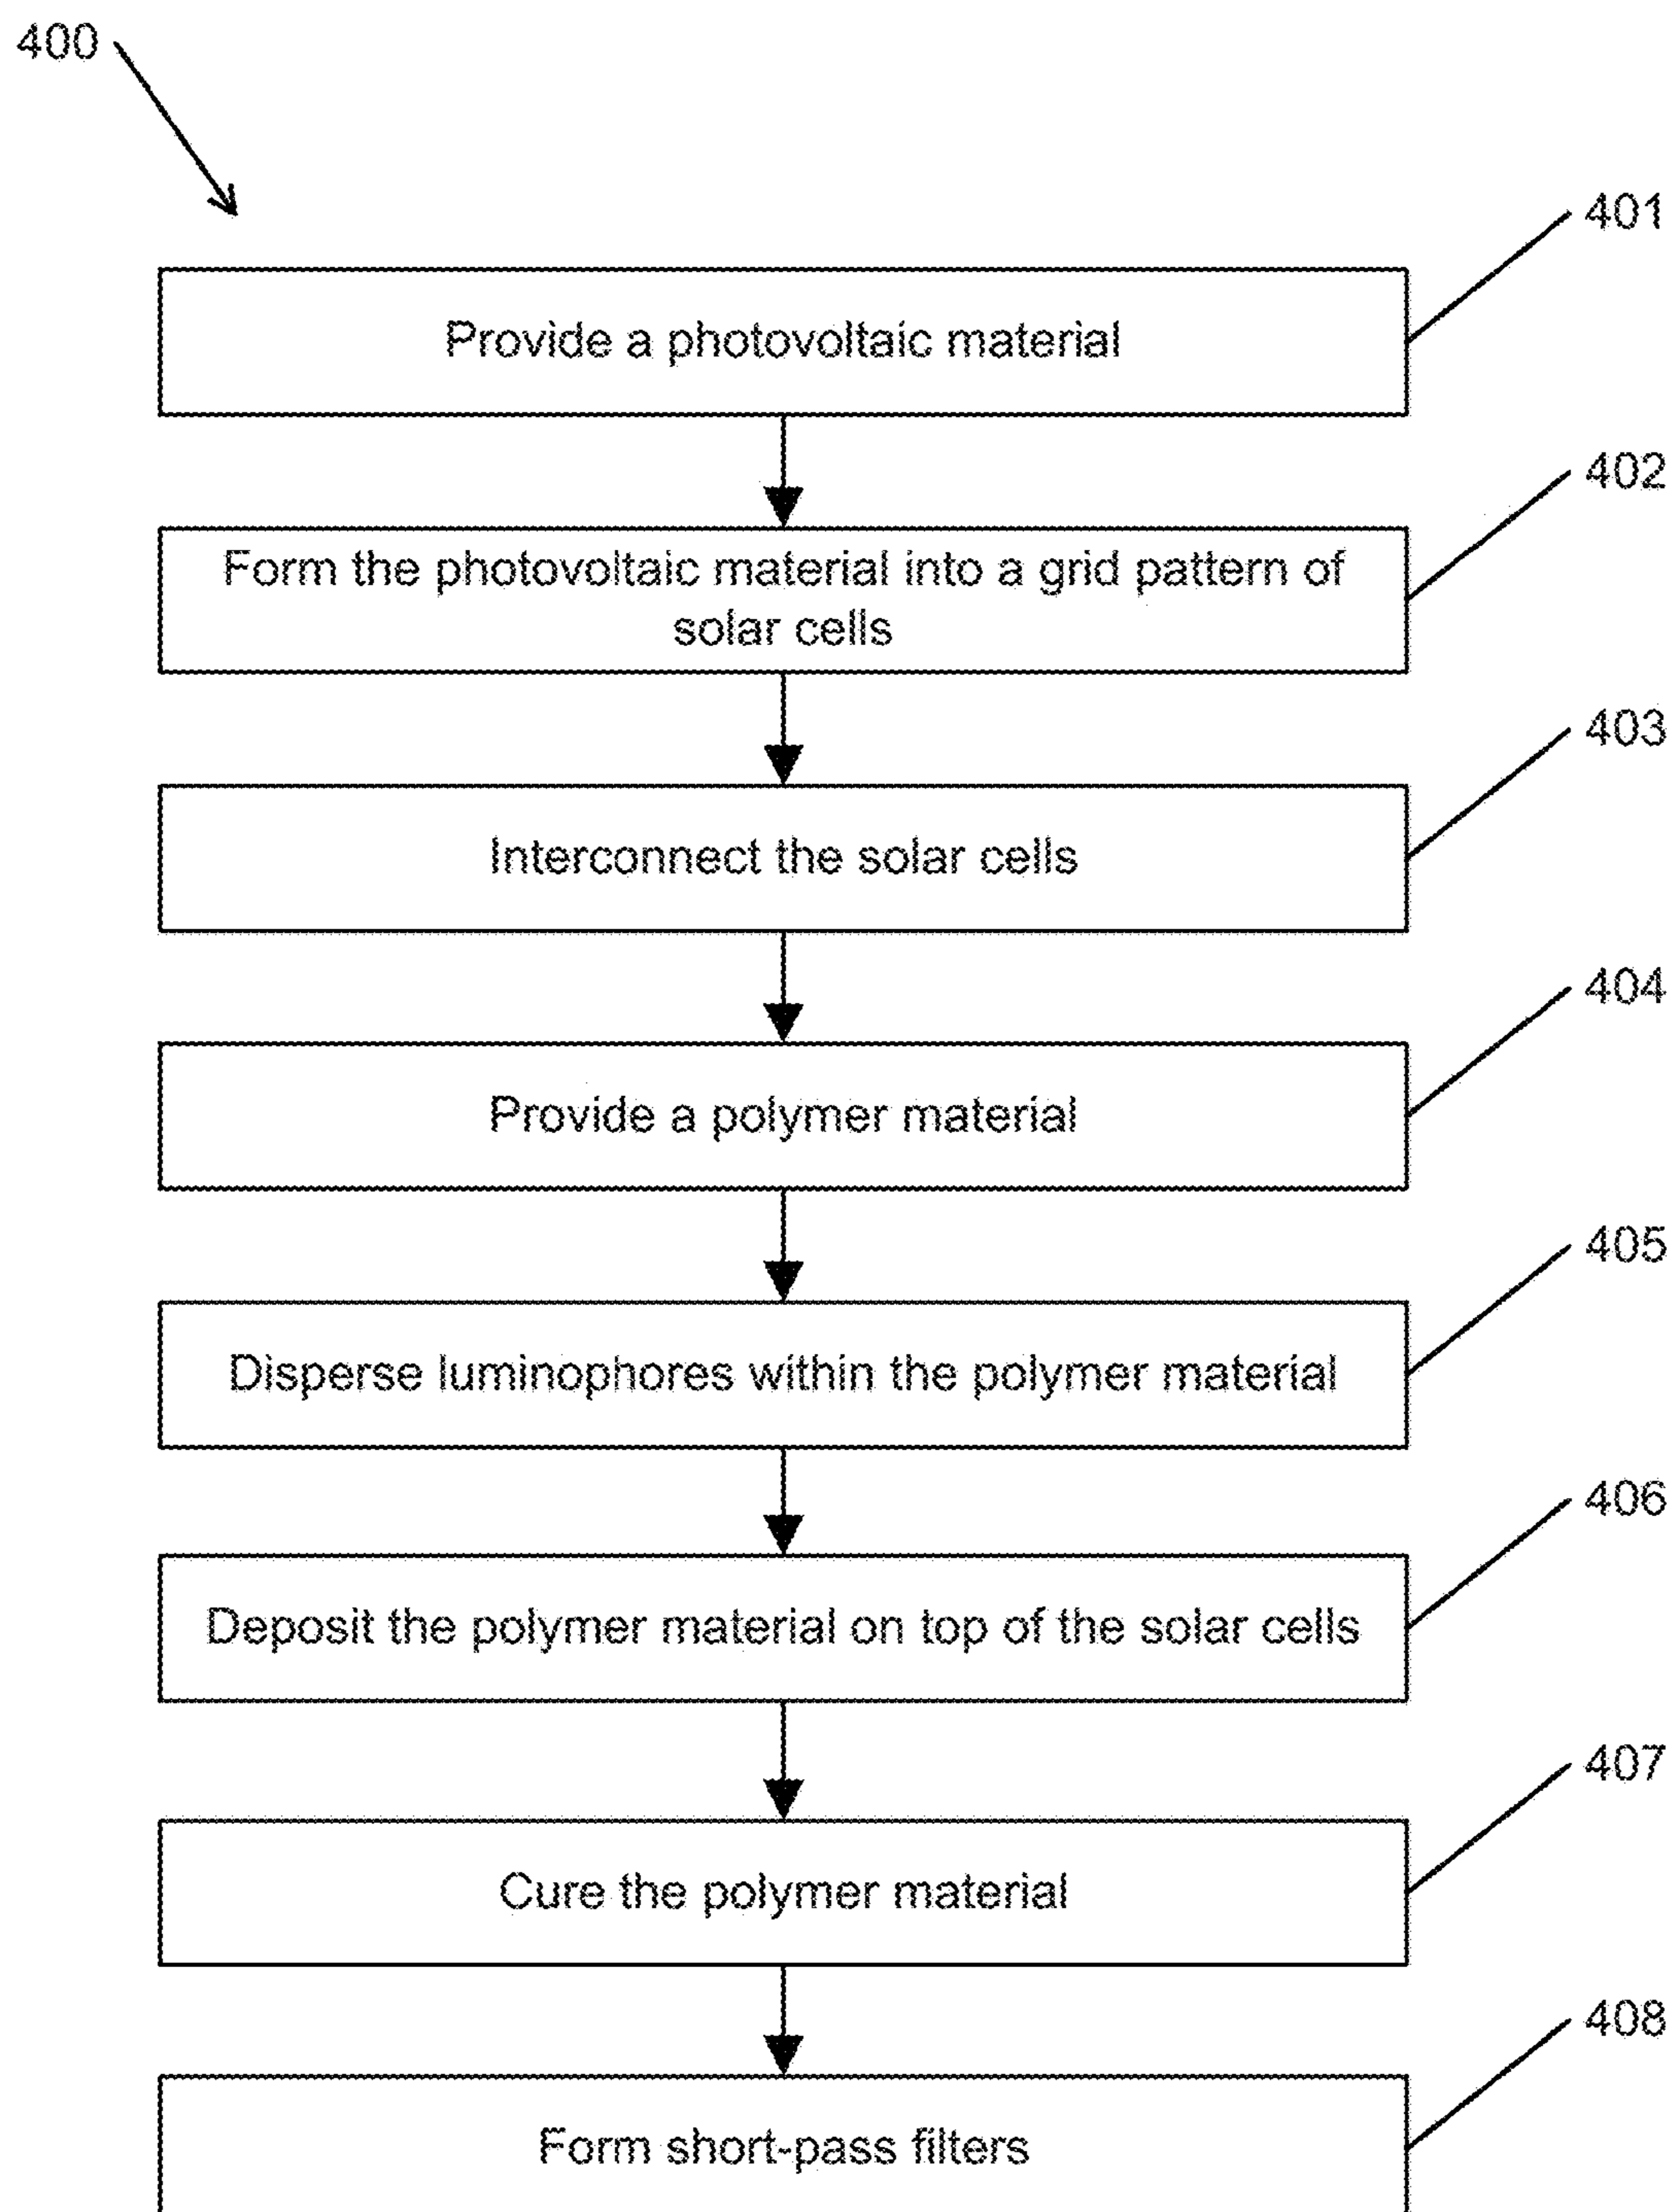 400
401
Provide a photovoltaic material
402
Form the photovoltaic material into a grid pattern of
solar cells
403
Interconnect the solar cells
404
Provide a polymer material
405
Disperse luminophores within the polymer material
406
Deposit the polymer material on top of the solar cells
407
Cure the polymer material
408
Form short-pass filters